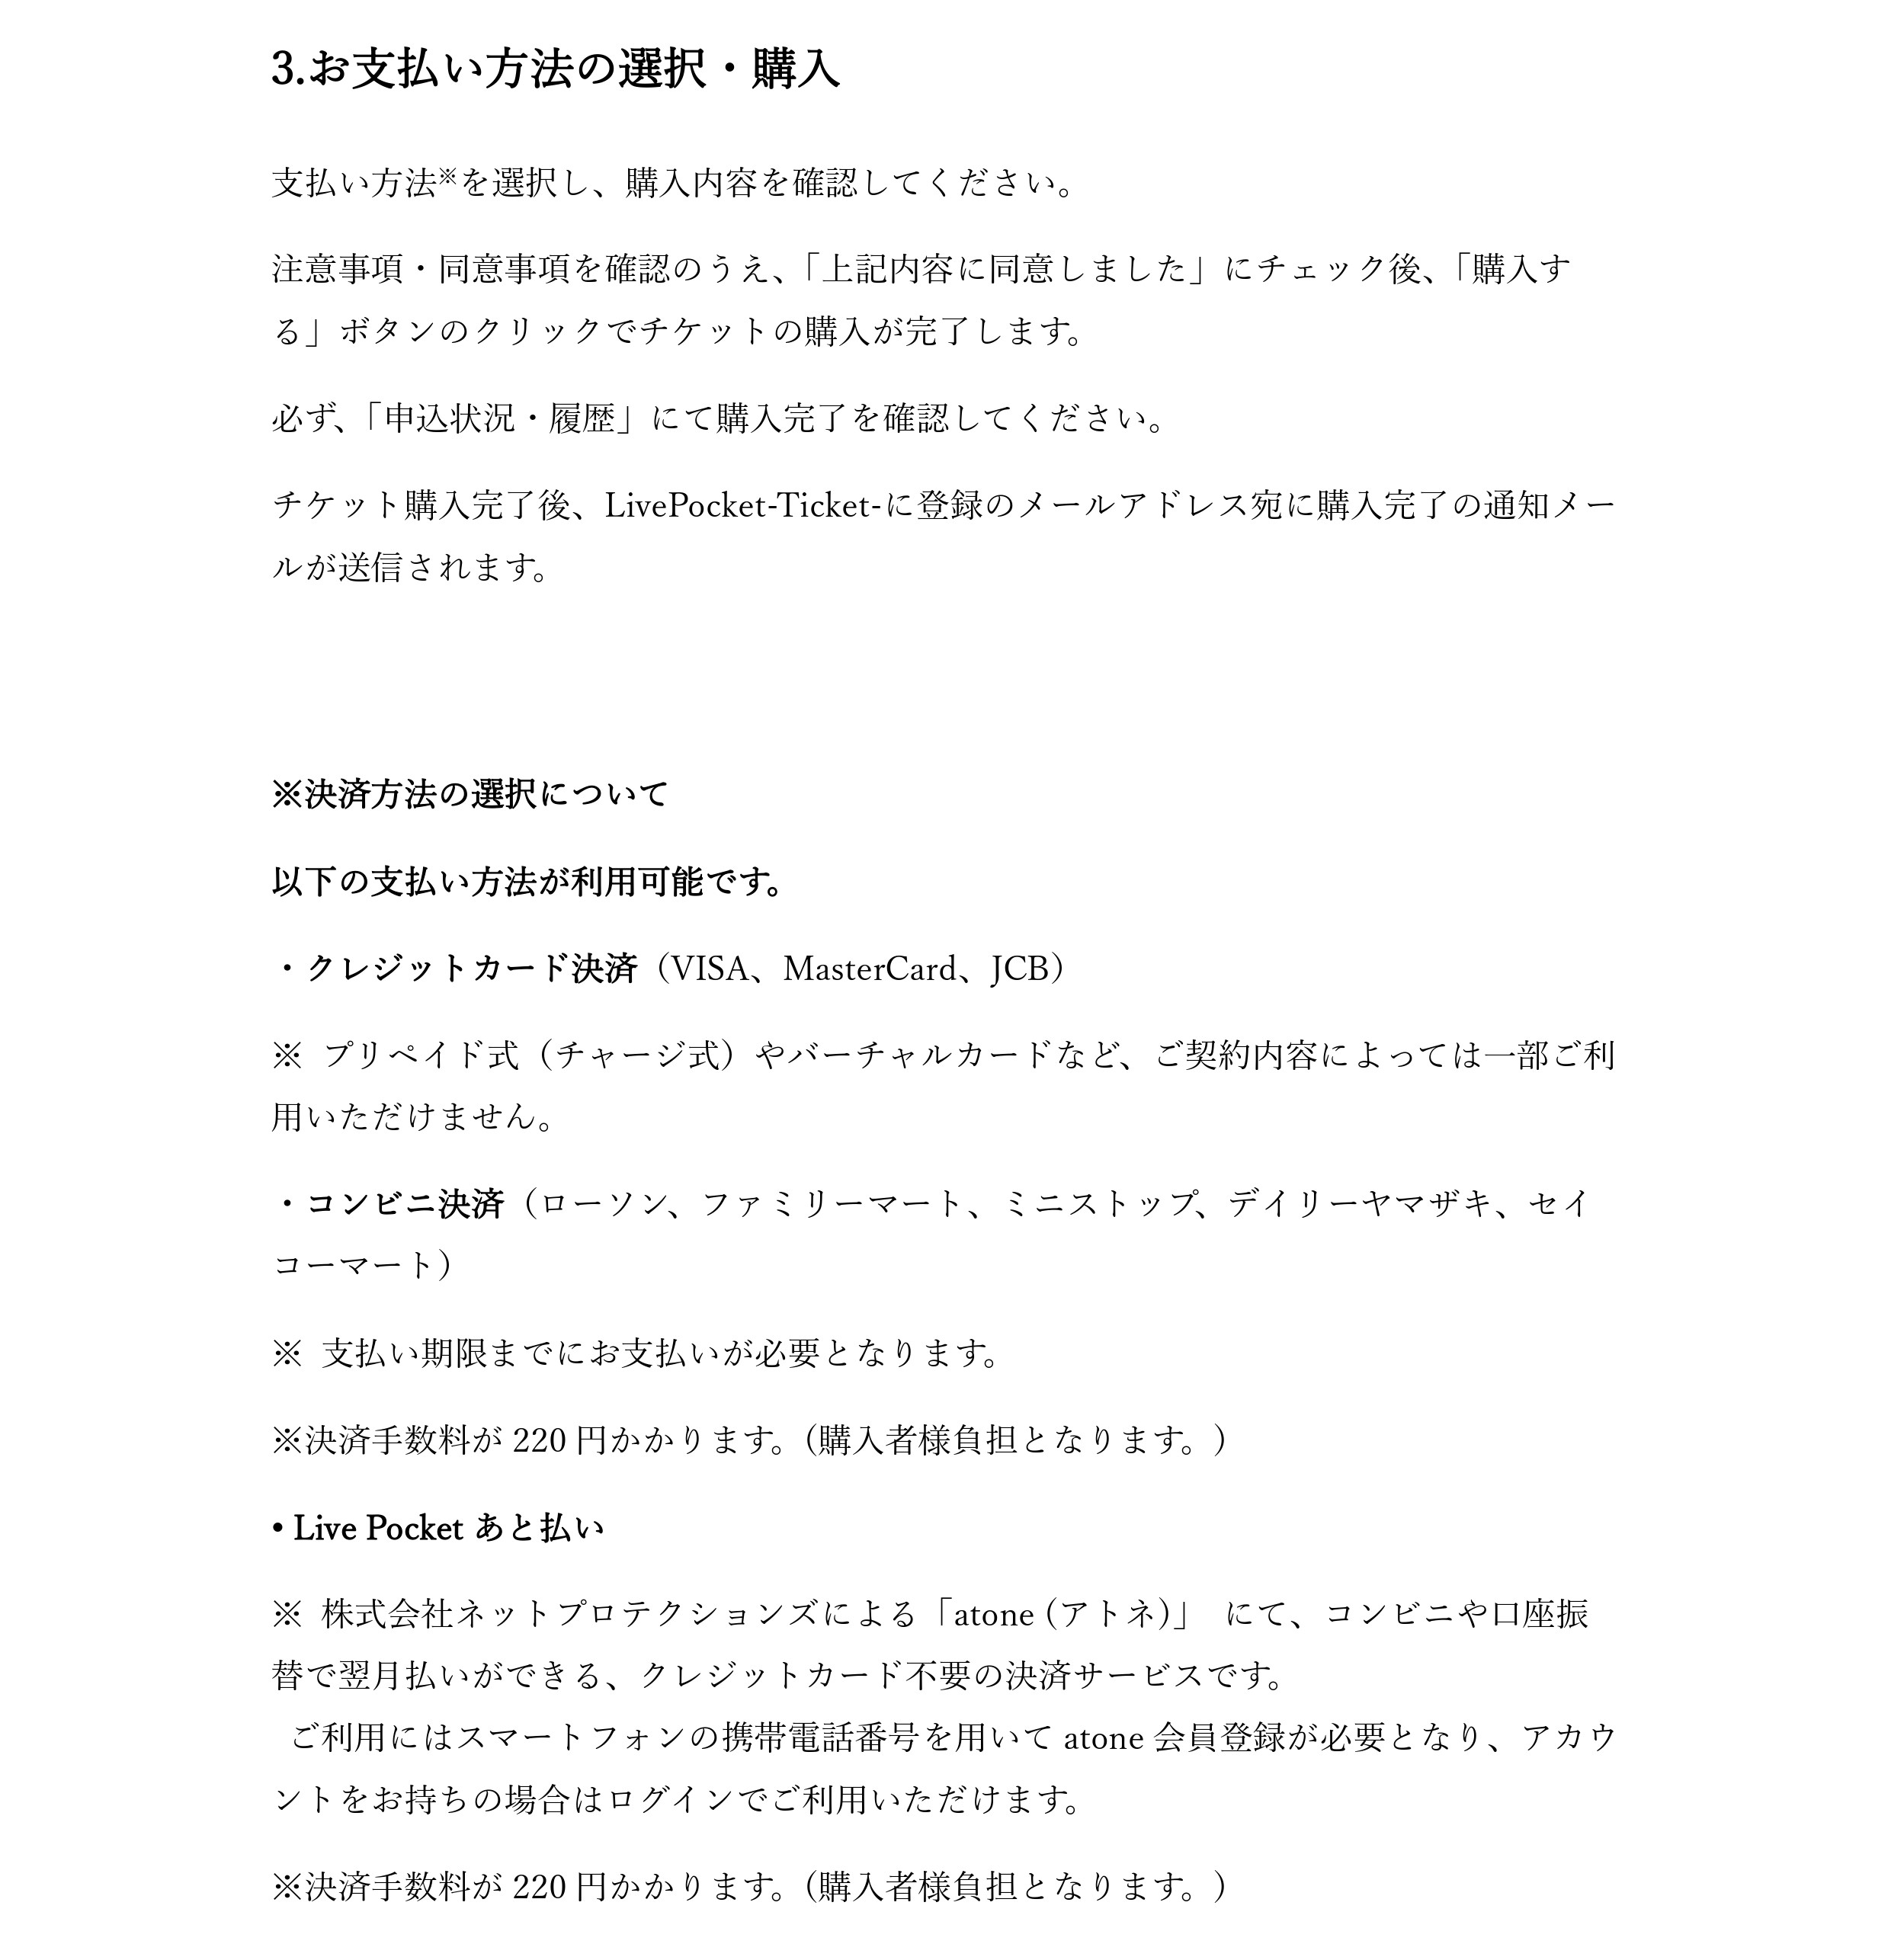 3.お支払い方法の選択・購入
支払い方法※を選択し、購入内容を確認してください。
注意事項・同意事項を確認のうえ、「上記内容に同意しました」にチェック後、「購入す
る」ボタンのクリックでチケットの購入が完了します。
必ず、「申込状況・履歴」にて購入完了を確認してください。
チケット購入完了後、LivePocket-Ticket-に登録のメールアドレス宛に購入完了の通知メー
ルが送信されます。
※決済方法の選択について
以下の支払い方法が利用可能です。
・クレジットカード決済（VISA、MasterCard、JCB）
※ プリペイド式（チャージ式）やバーチャルカードなど、ご契約内容によっては一部ご利
用いただけません。
・コンビニ決済（ローソン、ファミリーマート、ミニストップ、デイリーヤマザキ、セイ
コーマート）
※ 支払い期限までにお支払いが必要となります。
※決済手数料が 220 円かかります。（購入者様負担となります。）
• Live Pocket あと払い
※ 株式会社ネットプロテクションズによる「atone (アトネ)」 にて、コンビニや口座振
替で翌月払いができる、クレジットカード不要の決済サービスです。
ご利用にはスマートフォンの携帯電話番号を用いて atone 会員登録が必要となり、アカウ
ントをお持ちの場合はログインでご利用いただけます。
※決済手数料が 220 円かかります。（購入者様負担となります。）